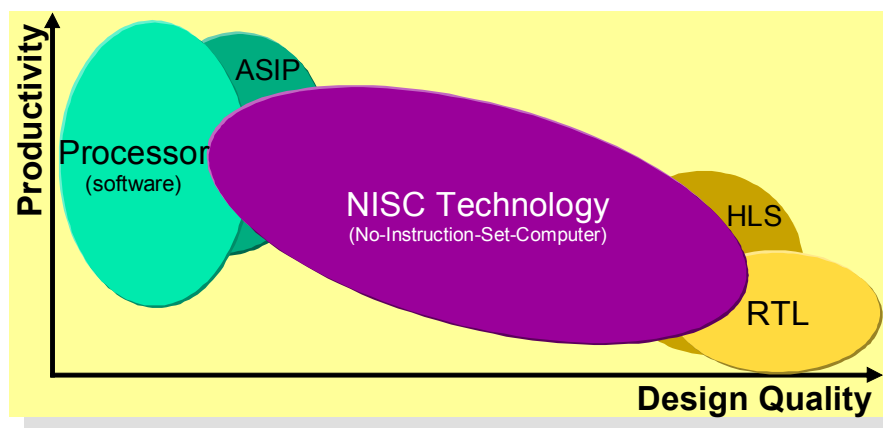 Productivity
ASIP
Processor
(software)
NISC Technology
(No-Instruction-Set-Computer)
HLS
RTL
Design Quality